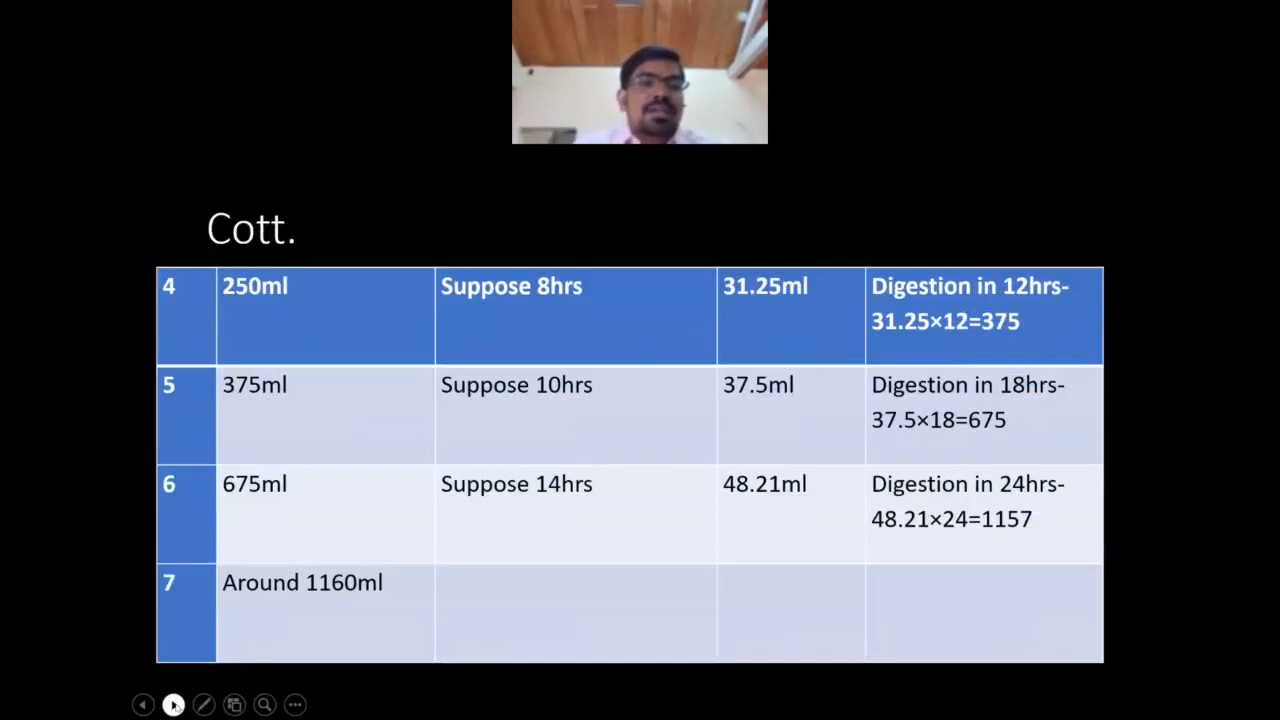 Cott.
4 250ml Suppose 8hrs 31.25ml Digestion in 12hrs-
31.25×12=375
5 375ml Suppose 10hrs 37.5ml Digestion in 18hrs-
37.5×18=675
6 675ml Suppose 14hrs 48.21ml Digestion in 24hrs-
48.21×24=1157
7 Around 1160ml